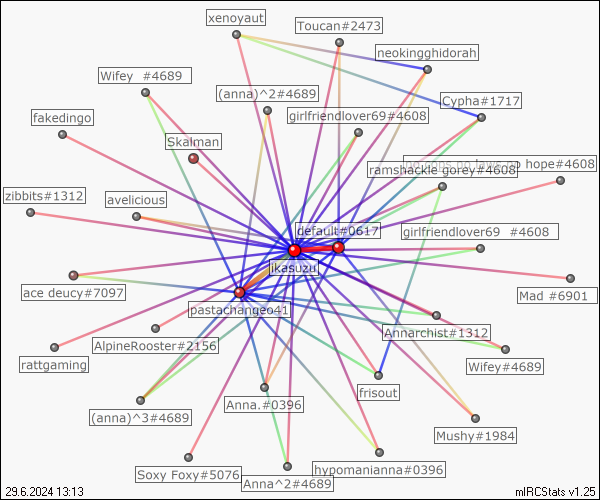 xenoyaut
Toucan#2473
neokingghidorah
Wifey #4689
(anna)^2#4689
Cypha#1717
fakedingo
girlfriendlover69#4608
Skalman
no hope#4608
ramshackle gorey#4608
zibbits#1312
avelicious
default#0617
girlfriendlover69 #4608
ikasuzu
ace deucy#7097
Mad #6901
pastachangeo41
Annarchist#1312
AlpineRooster#2156
rattgaming
Wifey#4689
frisout
(anna)^3#4689
Anna.#0396
Mushy#1984
hypomanianna#0396
Soxy Foxy#5076
Anna^2#4689
29.6.2024 13:13
mIRCStats v1.25